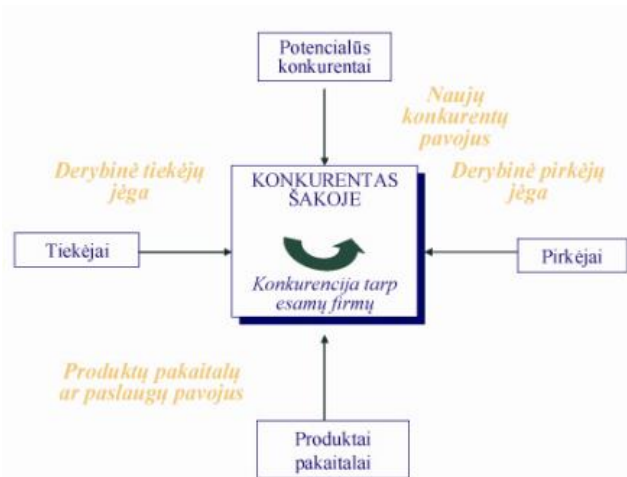 Potencialūs
konkurentai
Naujų
konkurentų
pavojus
Derybinė tiekėjų
jėga
KONKURENTAS
ŠAKOJE
Derybinė pirkėjų
jėga
Tiekėjai
Konkurencija tarp
esamų firmų
Pirkėjai
Produktų pakaitalų
ar paslaugų pavojus
Produktai
pakaitalai